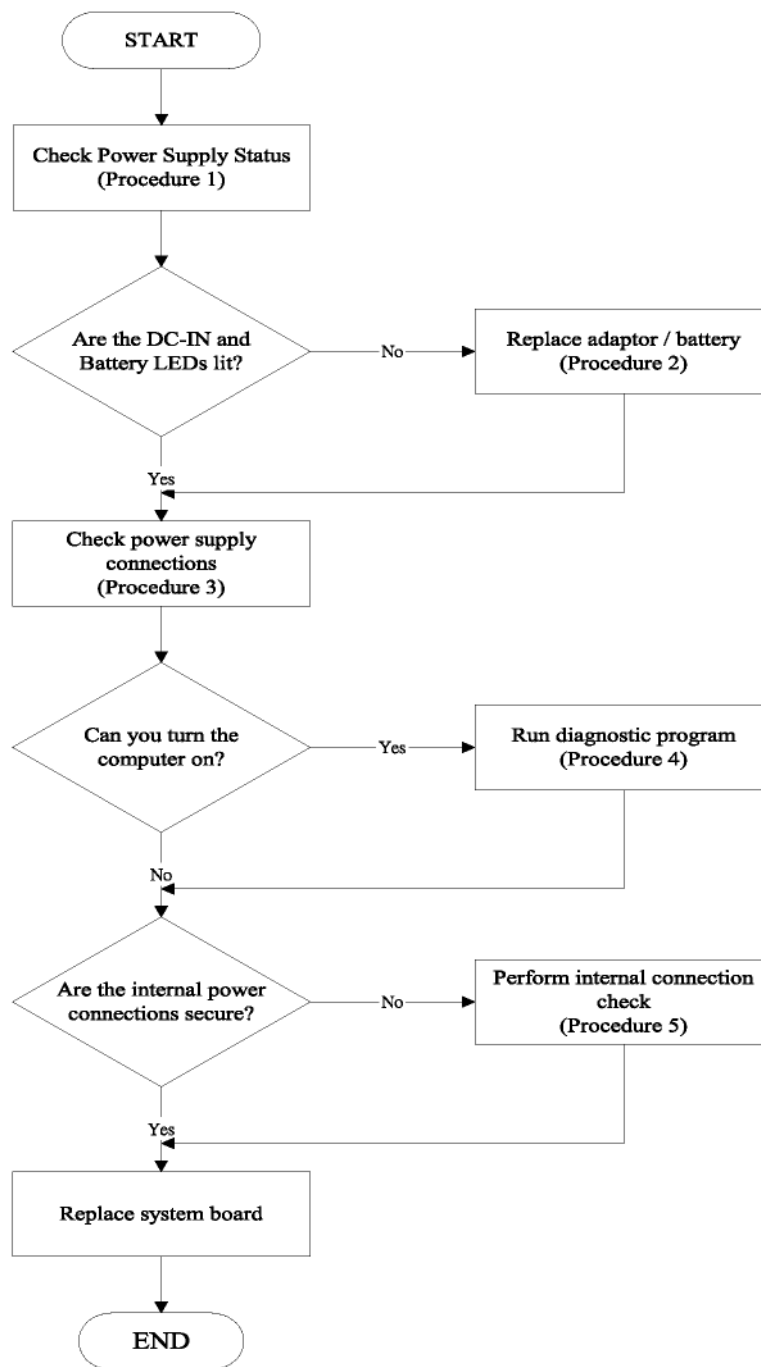 START
Check Power Supply Status
(Procedure 1)
Are the DC-IN and
Battery LEDs lit?
No
Replace adaptor / battery
(Procedure 2)
Yes
Check power supply
connections
(Procedure 3)
Can you turn the
computer on?
Yes
Run diagnostic program
(Procedure 4)
No
Are the internal power
connections secure?
No
Perform internal connection
check
(Procedure 5)
Yes
Replace system board
END